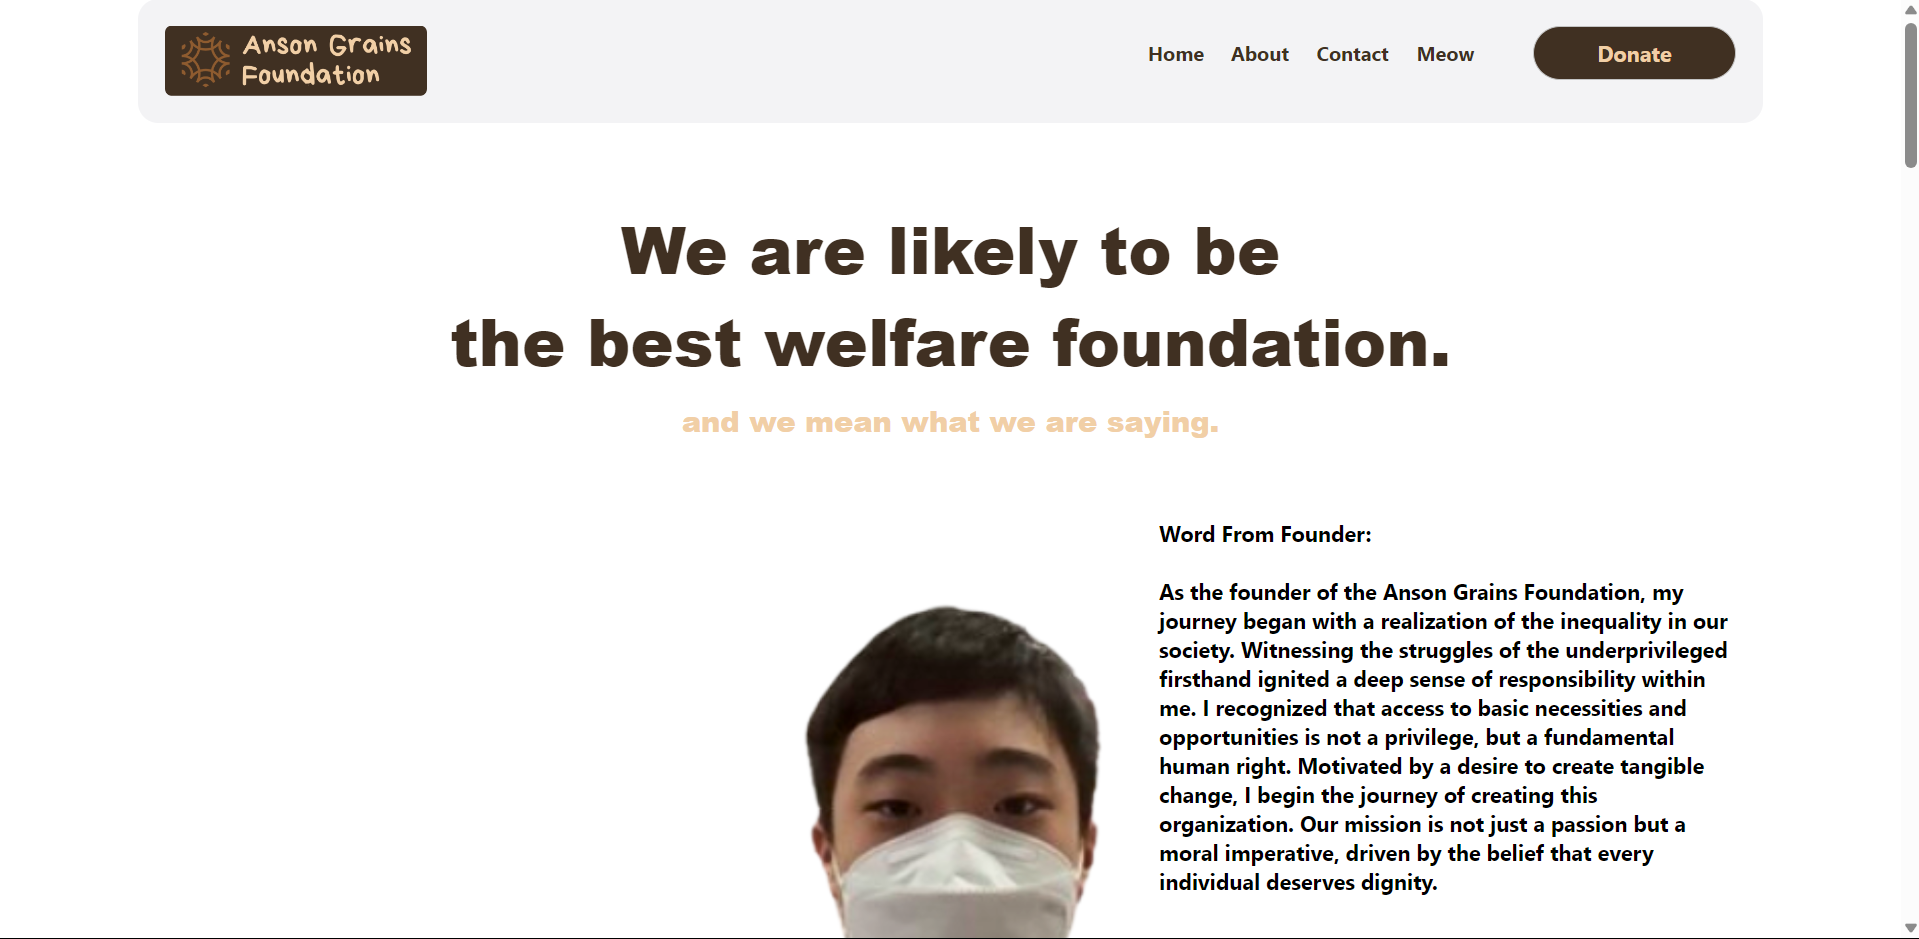 Anson Grains
Foundation
Home About Contact Meow Donate
We are likely to be
the best welfare foundation.
and we mean what we are saying.
Word From Founder:
As the founder of the Anson Grains Foundation, my
journey began with a realization of the inequality in our
society. Witnessing the struggles of the underprivileged
firsthand ignited a deep sense of responsibility within
me. I recognized that access to basic necessities and
opportunities is not a privilege, but a fundamental
human right. Motivated by a desire to create tangible
change, I begin the journey of creating this
organization. Our mission is not just a passion but a
moral imperative, driven by the belief that every
individual deserves dignity.